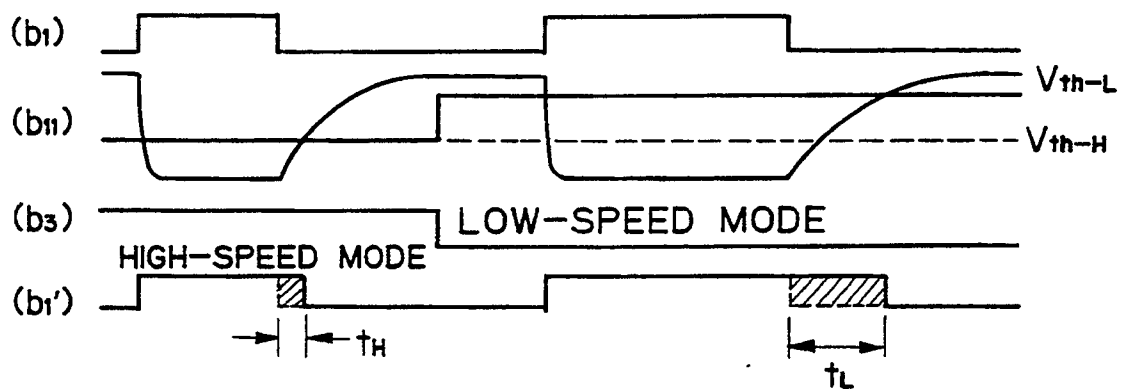 (b1)
Vth-L
(b11)
Vth-H
(b3)
LOW-SPEED MODE
HIGH-SPEED MODE
(b1')
tH
tL